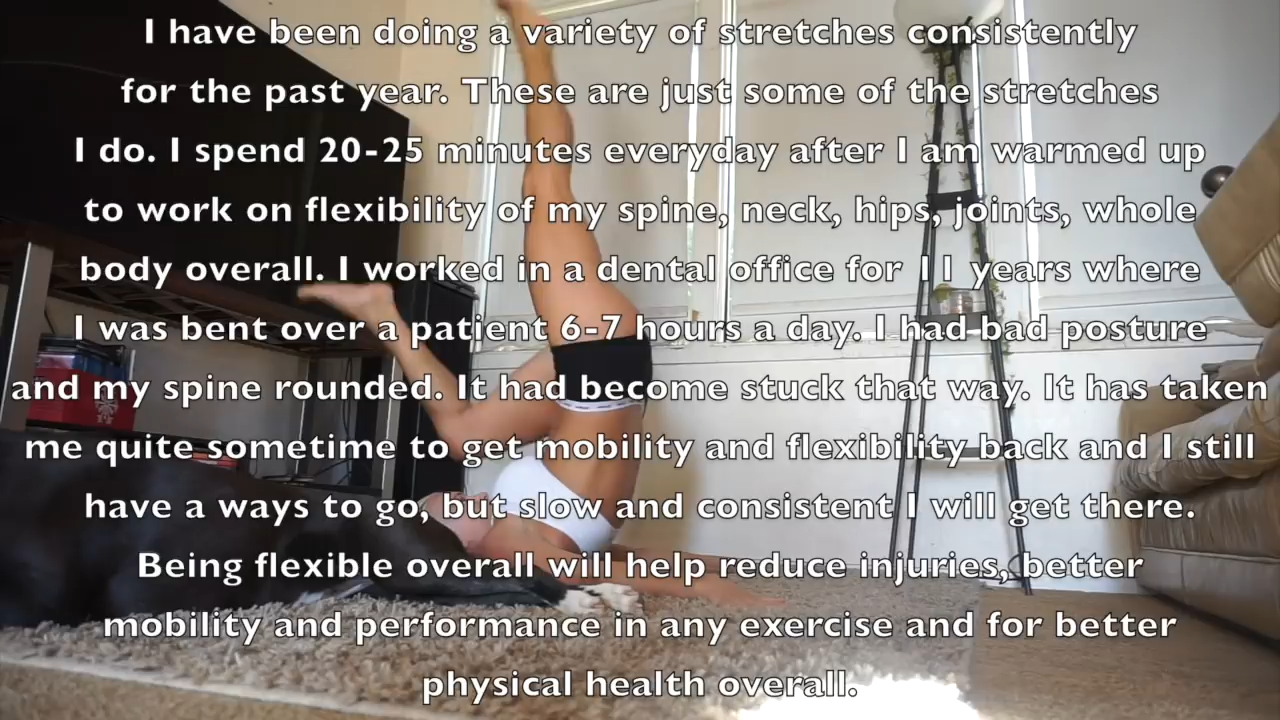 I have been doing a variety of stretches consistently
for the past year. These are just some of the stretches
I do. I spend 20-25 minutes everyday after I am warmed up
to work on flexibility of my spine, neck, hips, joints, whole
body overall. I worked in a dental office for 11 years where
I was bent over a patient 6-7 hours a day. I had bad posture
and my spine rounded. It had become stuck that way. It has taken
me quite sometime to get mobility and flexibility back and I still
have a ways to go, but slow and consistent I will get there.
Being flexible overall will help reduce injuries, better
mobility and performance in any exercise and for better
physical health overall.